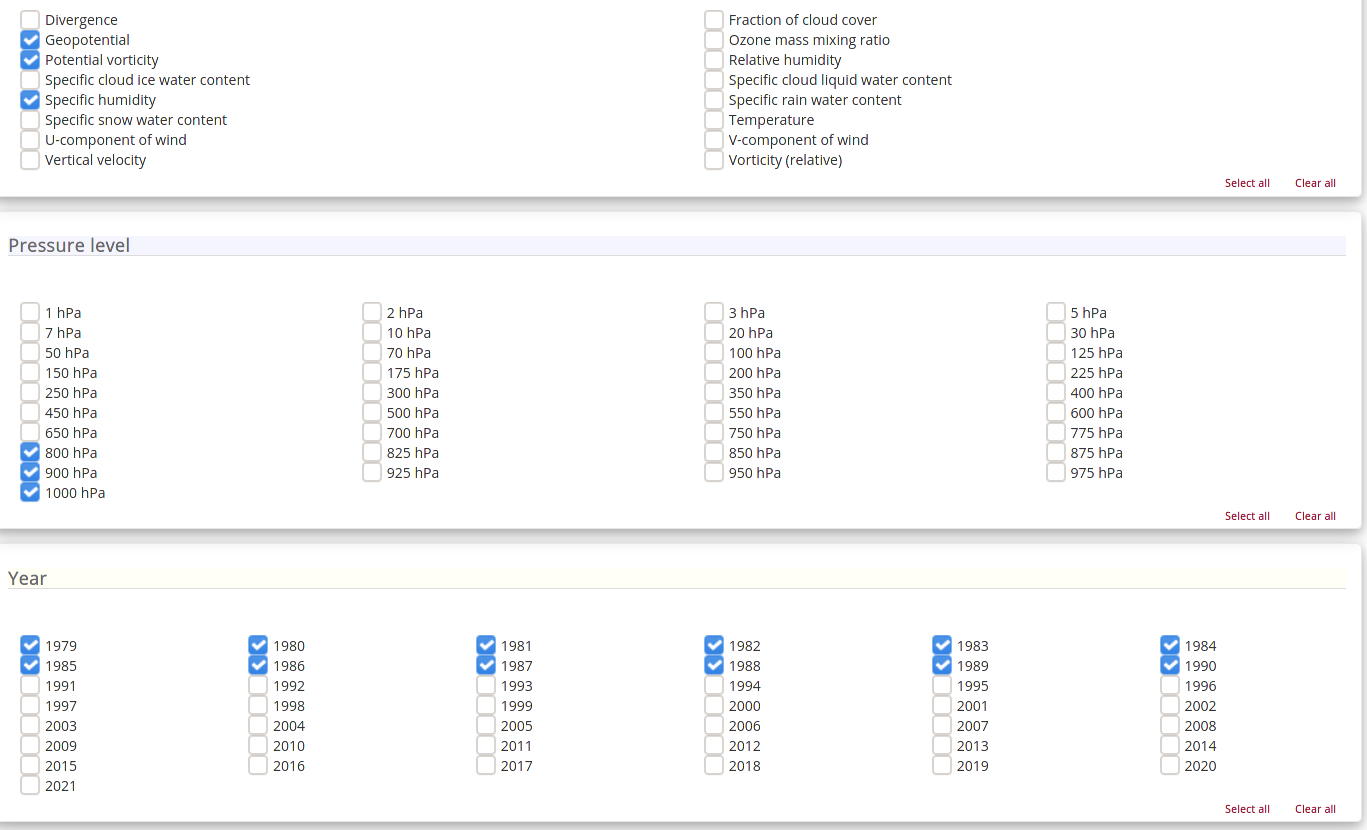 Divergence Fraction of cloud cover
Geopotential Ozone mass mixing ratio
Potential vorticity Relative humidity
Specific cloud ice water content Specific cloud liquid water content
Specific humidity Specific rain water content
Specific snow water content Temperature
U-component of wind V-component of wind
Vertical velocity Vorticity (relative)
Select all Clear all
Pressure level
1 hPa 2 hPa 3 hPa 5 hPa
7 hPa 10 hPa 20 hPa 30 hPa
50 hPa 70 hPa 100 hPa 125 hPa
150 hPa 175 hPa 200 hPa 225 hPa
250 hPa 300 hPa 350 hPa 400 hPa
450 hPa 500 hPa 550 hPa 600 hPa
650 hPa 700 hPa 750 hPa 775 hPa
800 hPa 825 hPa 850 hPa 875 hPa
900 hPa 925 hPa 950 hPa 975 hPa
1000 hPa
Select all Clear all
Year
1979 1980 1981 1982 1983 1984
1985 1986 1987 1988 1989 1990
1991 1992 1993 1994 1995 1996
1997 1998 1999 2000 2001 2002
2003 2004 2005 2006 2007 2008
2009 2010 2011 2012 2013 2014
2015 2016 2017 2018 2019 2020
2021
Select all Clear all